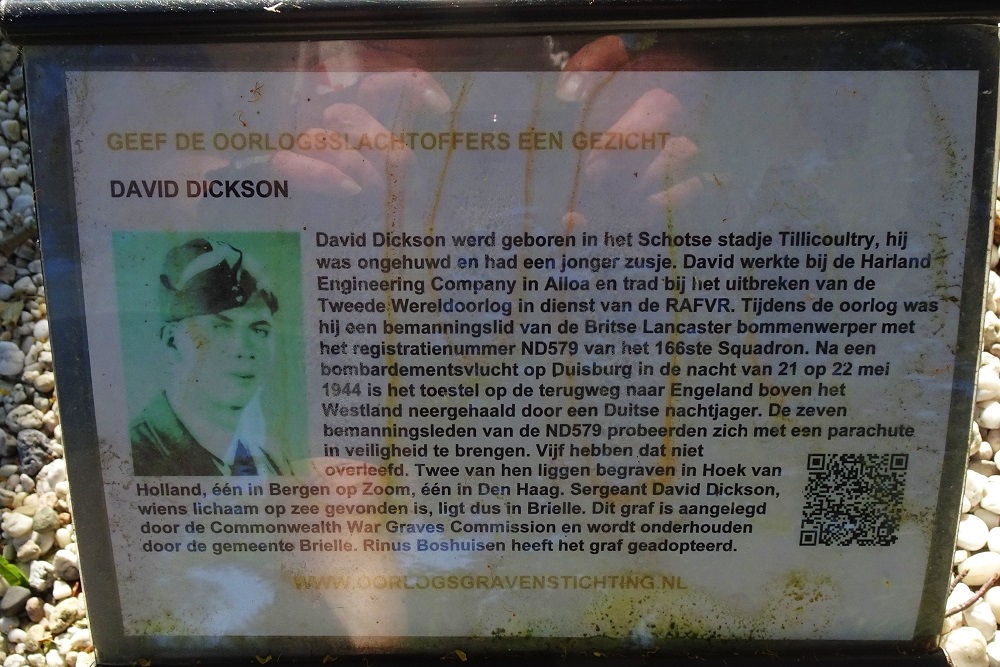 GEEF DE OORLOGSSLACHTOFFERS EEN GEZICHT
DAVID DICKSON
David Dickson werd geboren in het Schotse stadje Tillicoultry, hij
was ongehuwd en had een jonger zusje. David werkte bij de Harland
Engineering Company in Alloa en trad bij het uitbreken van de
Tweede Wereldoorlog in dienst van de RAFVR. Tijdens de oorlog was
hij een bemanningslid van de Britse Lancaster bommenwerper met
het registratienummer ND579 van het 166ste Squadron. Na een
bombardementsvlucht op Duisburg in de nacht van 21 op 22 mei
1944 is het toestel op de terugweg naar Engeland boven het
Westland neergehaald door een Duitse nachtjager. De zeven
bemanningsleden van de ND579 probeerden zich met een parachute
in veiligheid te brengen. Vijf hebben dat niet
overleefd. Twee van hen liggen begraven in Hoek van
Holland, één in Bergen op Zoom, één in Den Haag. Sergeant David Dickson,
wiens lichaam op zee gevonden is, ligt dus in Brielle. Dit graf is aangelegd
door de Commonwealth War Graves Commission en wordt onderhouden
door de gemeente Brielle. Rinus Boshuisen heeft het graf geadopteerd.
WWW.OORLOGSGRAVENSTICHTING.NL